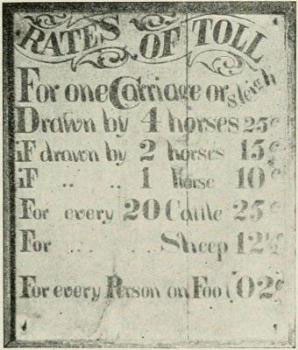 RATES OF TOLL
For one Carriage or sleigh
Drawn by 4 horses 25¢
iF drawn by 2 horses 15¢
iF .. .. 1 Horse 10¢
For every 20 Cattle 25¢
For .. .. Sheep 12½
For every Person on Foot 02¢